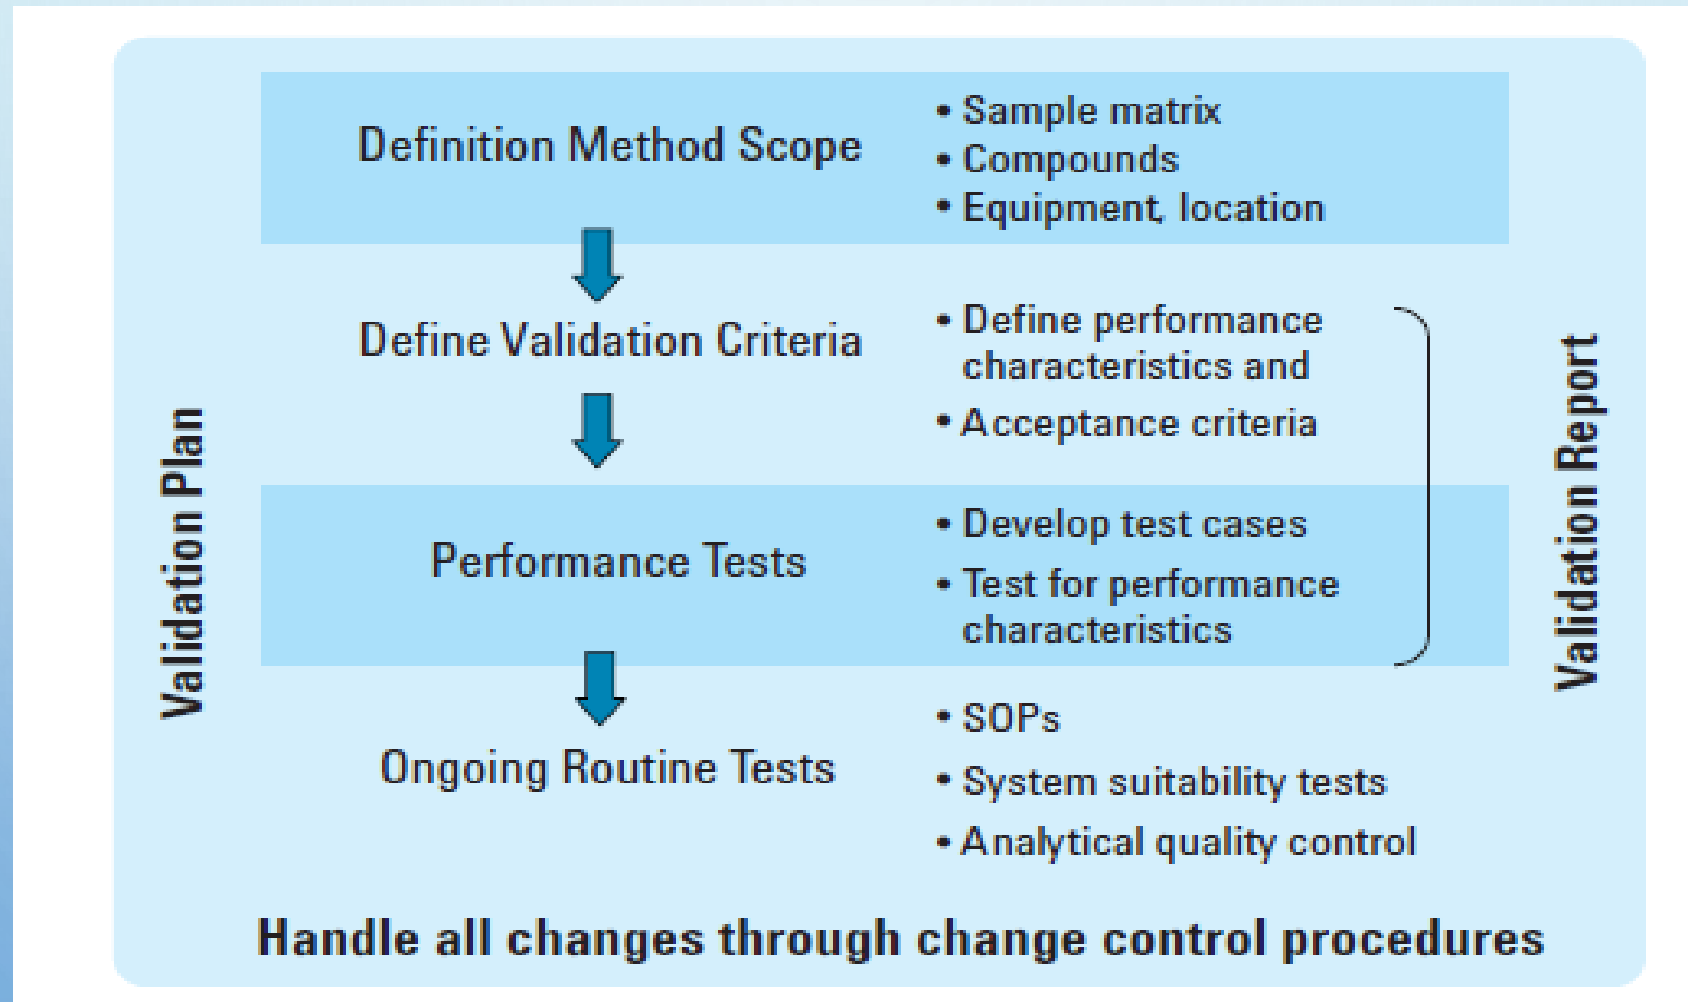 Definition Method Scope
• Sample matrix
• Compounds
• Equipment, location
Define Validation Criteria
• Define performance
characteristics and
• Acceptance criteria
Performance Tests
• Develop test cases
• Test for performance
characteristics
Ongoing Routine Tests
• SOPs
• System suitability tests
• Analytical quality control
Validation Plan
Validation Report
Handle all changes through change control procedures